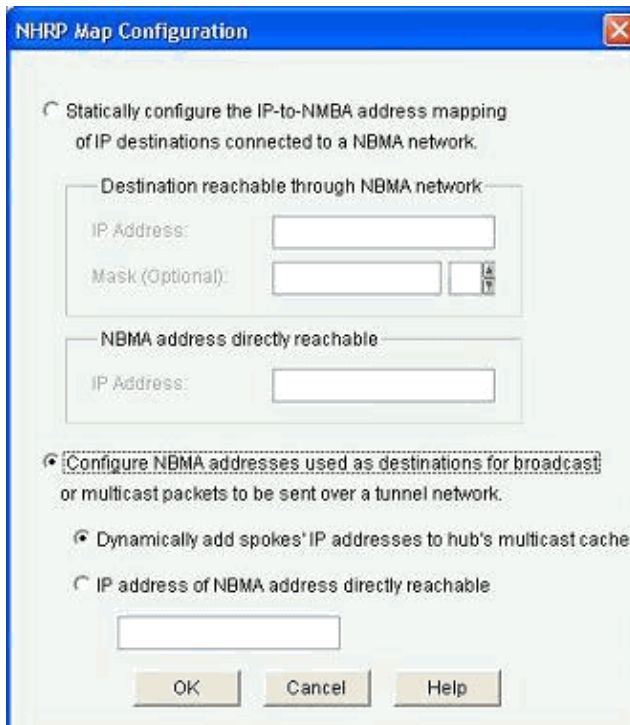 NHRP Map Configuration
Statically configure the IP-to-NMBA address mapping
of IP destinations connected to a NBMA network.
Destination reachable through NBMA network
IP Address:
Mask (Optional):
NBMA address directly reachable
IP Address:
Configure NBMA addresses used as destinations for broadcast
or multicast packets to be sent over a tunnel network.
Dynamically add spokes' IP addresses to hub's multicast cache
IP address of NBMA address directly reachable
OK Cancel Help